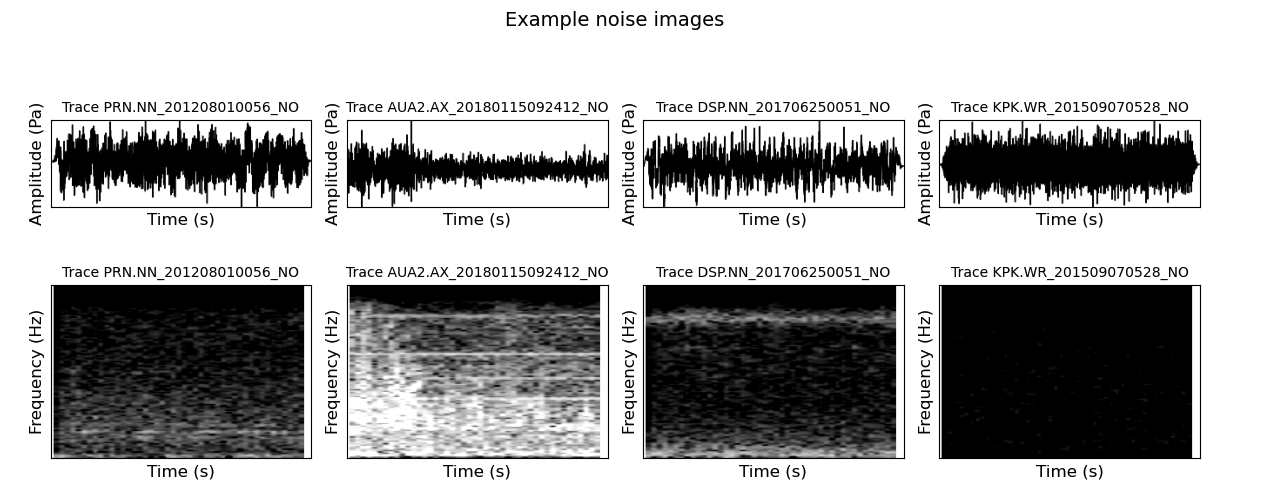 Example noise images
Trace PRN.NN_201208010056_NO
Trace AUA2.AX_20180115092412_NO
Trace DSP.NN_201706250051_NO
Trace KPK.WR_201509070528_NO
Amplitude (Pa)
Amplitude (Pa)
Amplitude (Pa)
Amplitude (Pa)
Time (s)
Time (s)
Time (s)
Time (s)
Trace PRN.NN_201208010056_NO
Trace AUA2.AX_20180115092412_NO
Trace DSP.NN_201706250051_NO
Trace KPK.WR_201509070528_NO
Frequency (Hz)
Frequency (Hz)
Frequency (Hz)
Frequency (Hz)
Time (s)
Time (s)
Time (s)
Time (s)